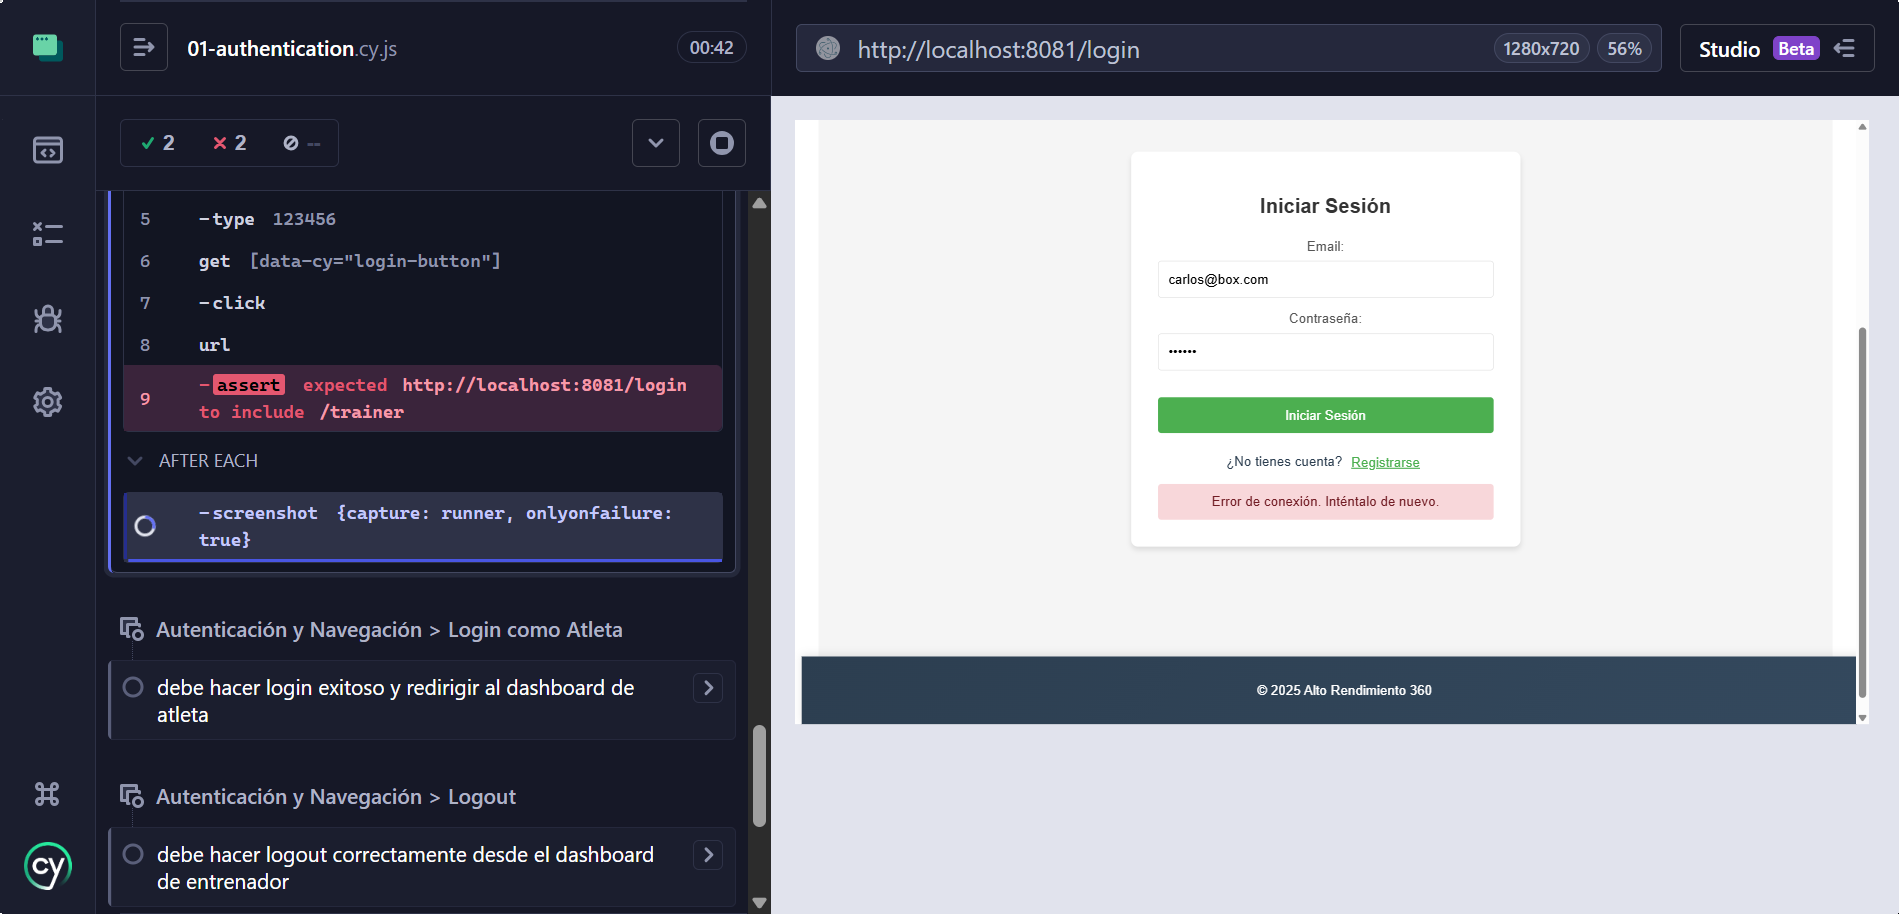 01-authentication.cy.js
00:42
2
2
--
5 -type 123456
6 get [data-cy="login-button"]
7 -click
8 url
9 -assert expected http://localhost:8081/login
to include /trainer
AFTER EACH
-screenshot {capture: runner, onlyonfailure:
true}
Autenticación y Navegación > Login como Atleta
debe hacer login exitoso y redirigir al dashboard de
atleta
Autenticación y Navegación > Logout
debe hacer logout correctamente desde el dashboard
de entrenador
cy
http://localhost:8081/login
1280x720
56%
Studio Beta
Iniciar Sesión
Email:
carlos@box.com
Contraseña:
••••••
Iniciar Sesión
¿No tienes cuenta? Registrarse
Error de conexión. Inténtalo de nuevo.
© 2025 Alto Rendimiento 360